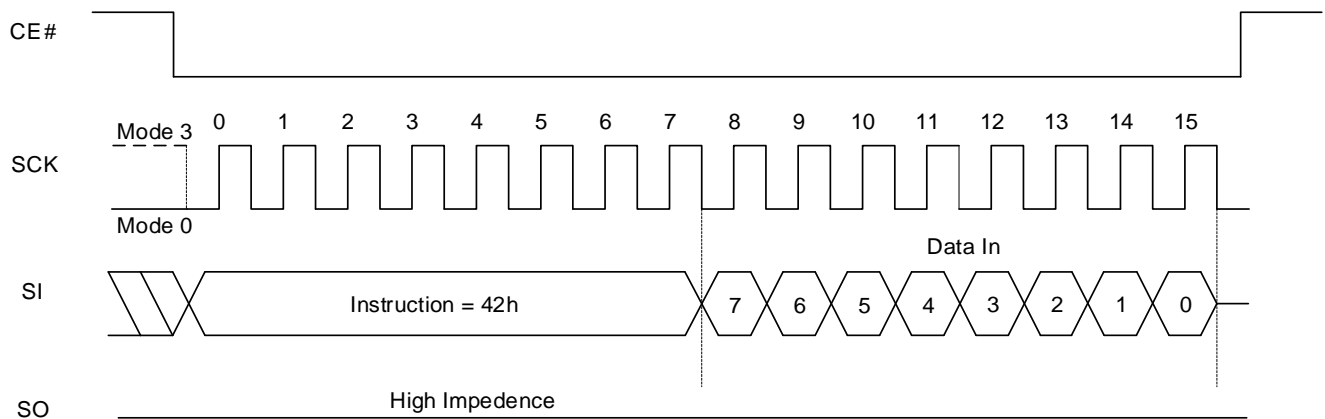 CE#
0 1 2 3 4 5 6 7 8 9 10 11 12 13 14 15
Mode 3
SCK
Mode 0
Data In
SI
Instruction = 42h
7 6 5 4 3 2 1 0
High Impedence
SO